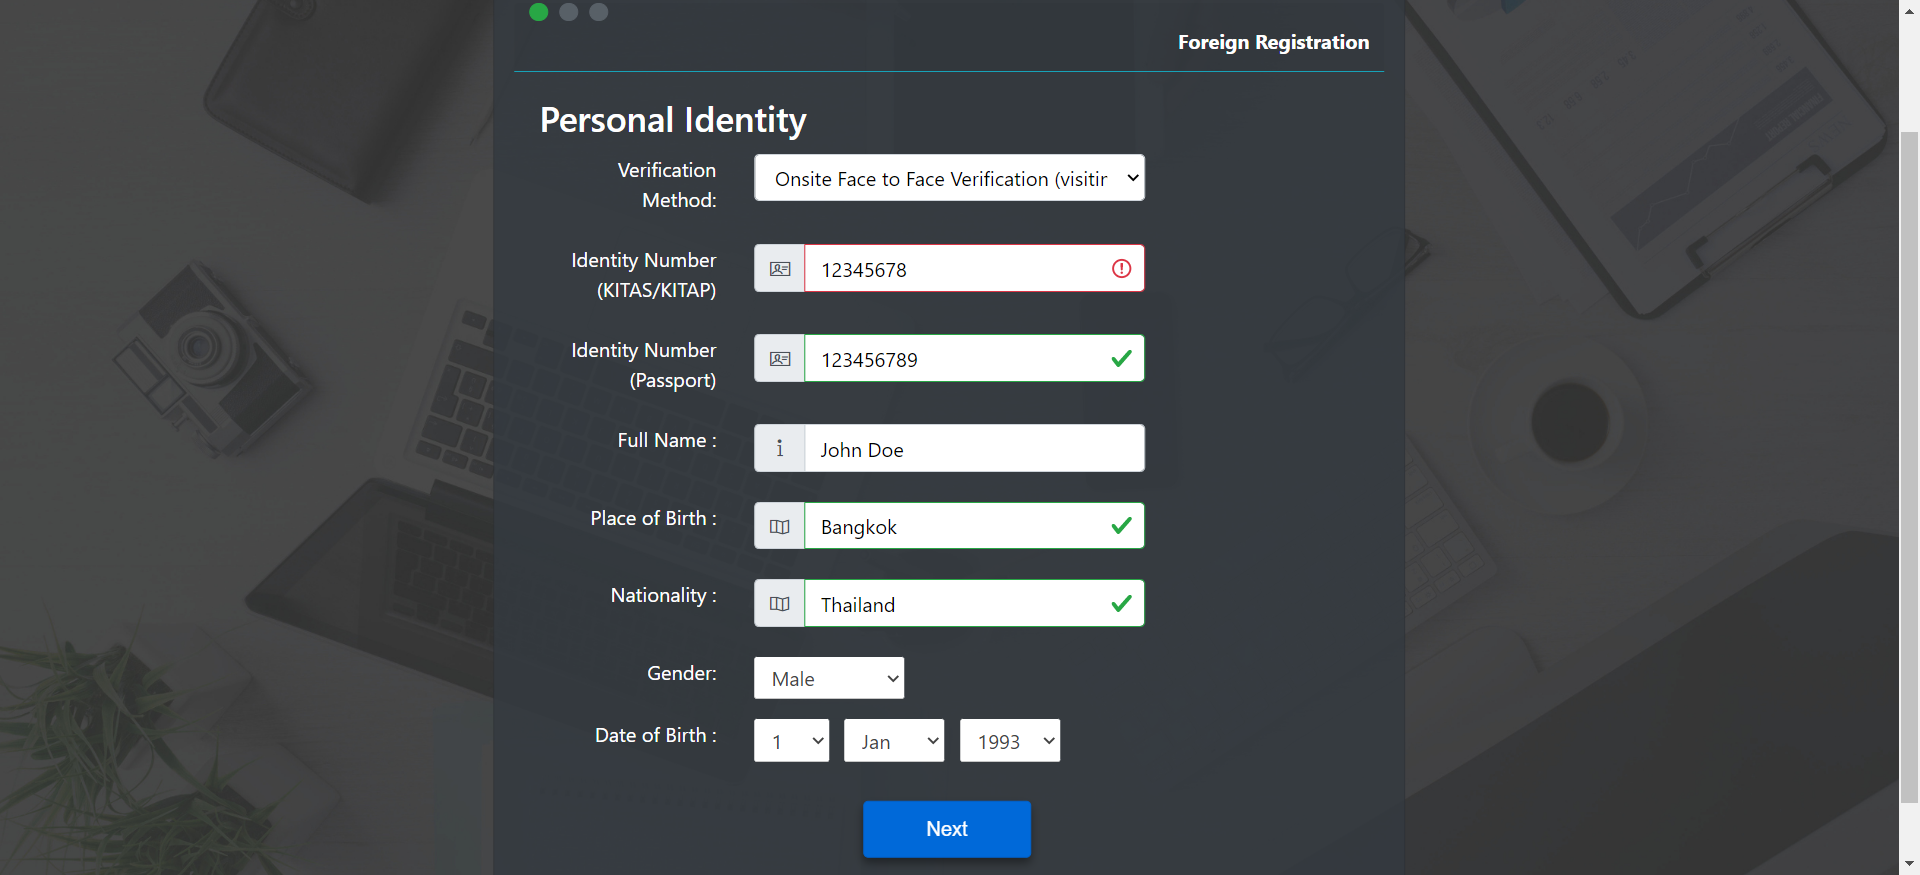 Foreign Registration
Personal Identity
Verification
Method:
Onsite Face to Face Verification (visitir
Identity Number
(KITAS/KITAP)
12345678
Identity Number
(Passport)
123456789
Full Name :
John Doe
Place of Birth :
Bangkok
Nationality :
Thailand
Gender:
Male
Date of Birth :
1
Jan
1993
Next